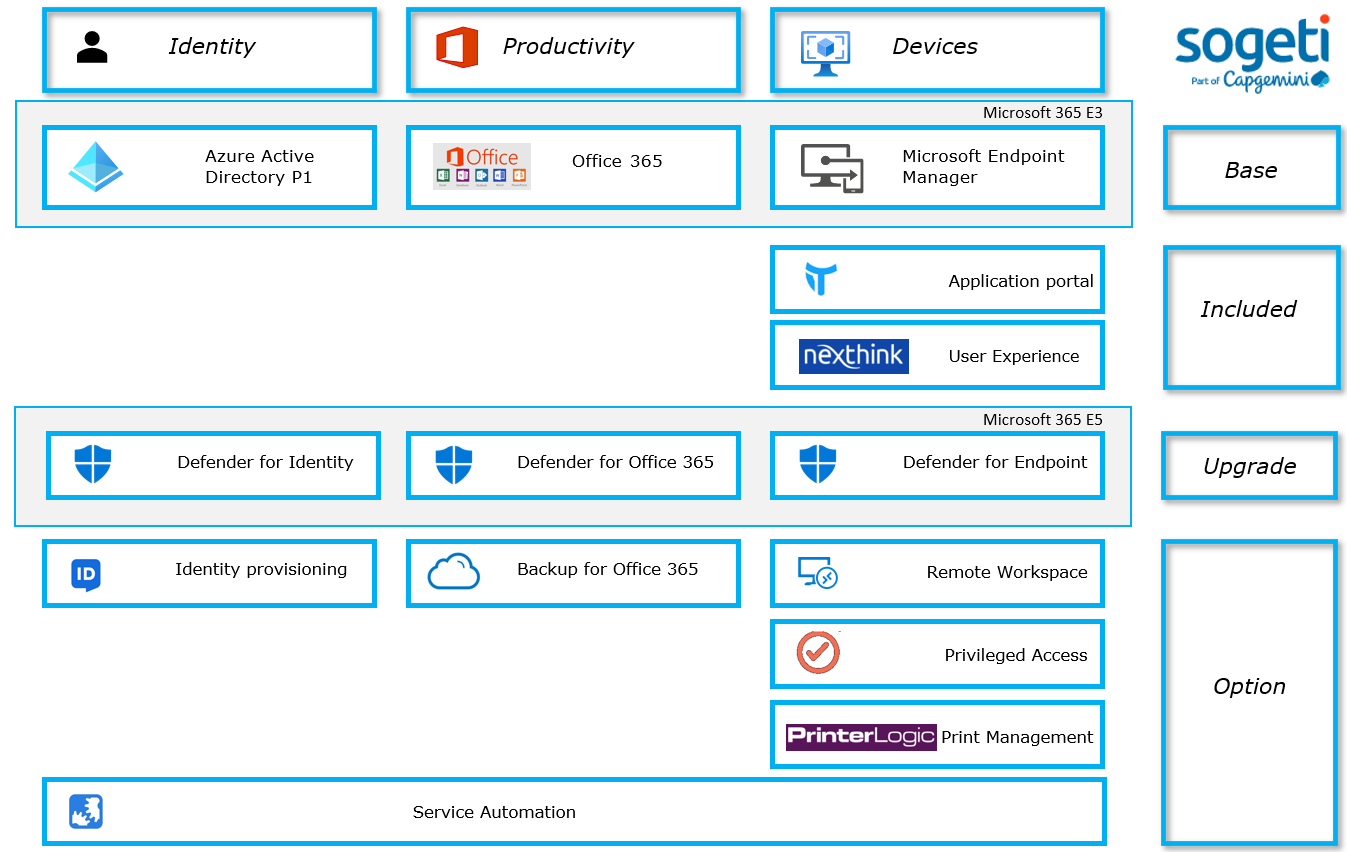 Identity
Productivity
Devices
sogeti
Part of Capgemini
Microsoft 365 E3
Azure Active
Directory P1
Office
Office 365
Microsoft Endpoint
Manager
Base
Application portal
Included
nexthink
User Experience
Microsoft 365 E5
Defender for Identity
Defender for Office 365
Defender for Endpoint
Upgrade
ID
Identity provisioning
Backup for Office 365
Remote Workspace
Privileged Access
Option
PrinterLogic Print Management
Service Automation